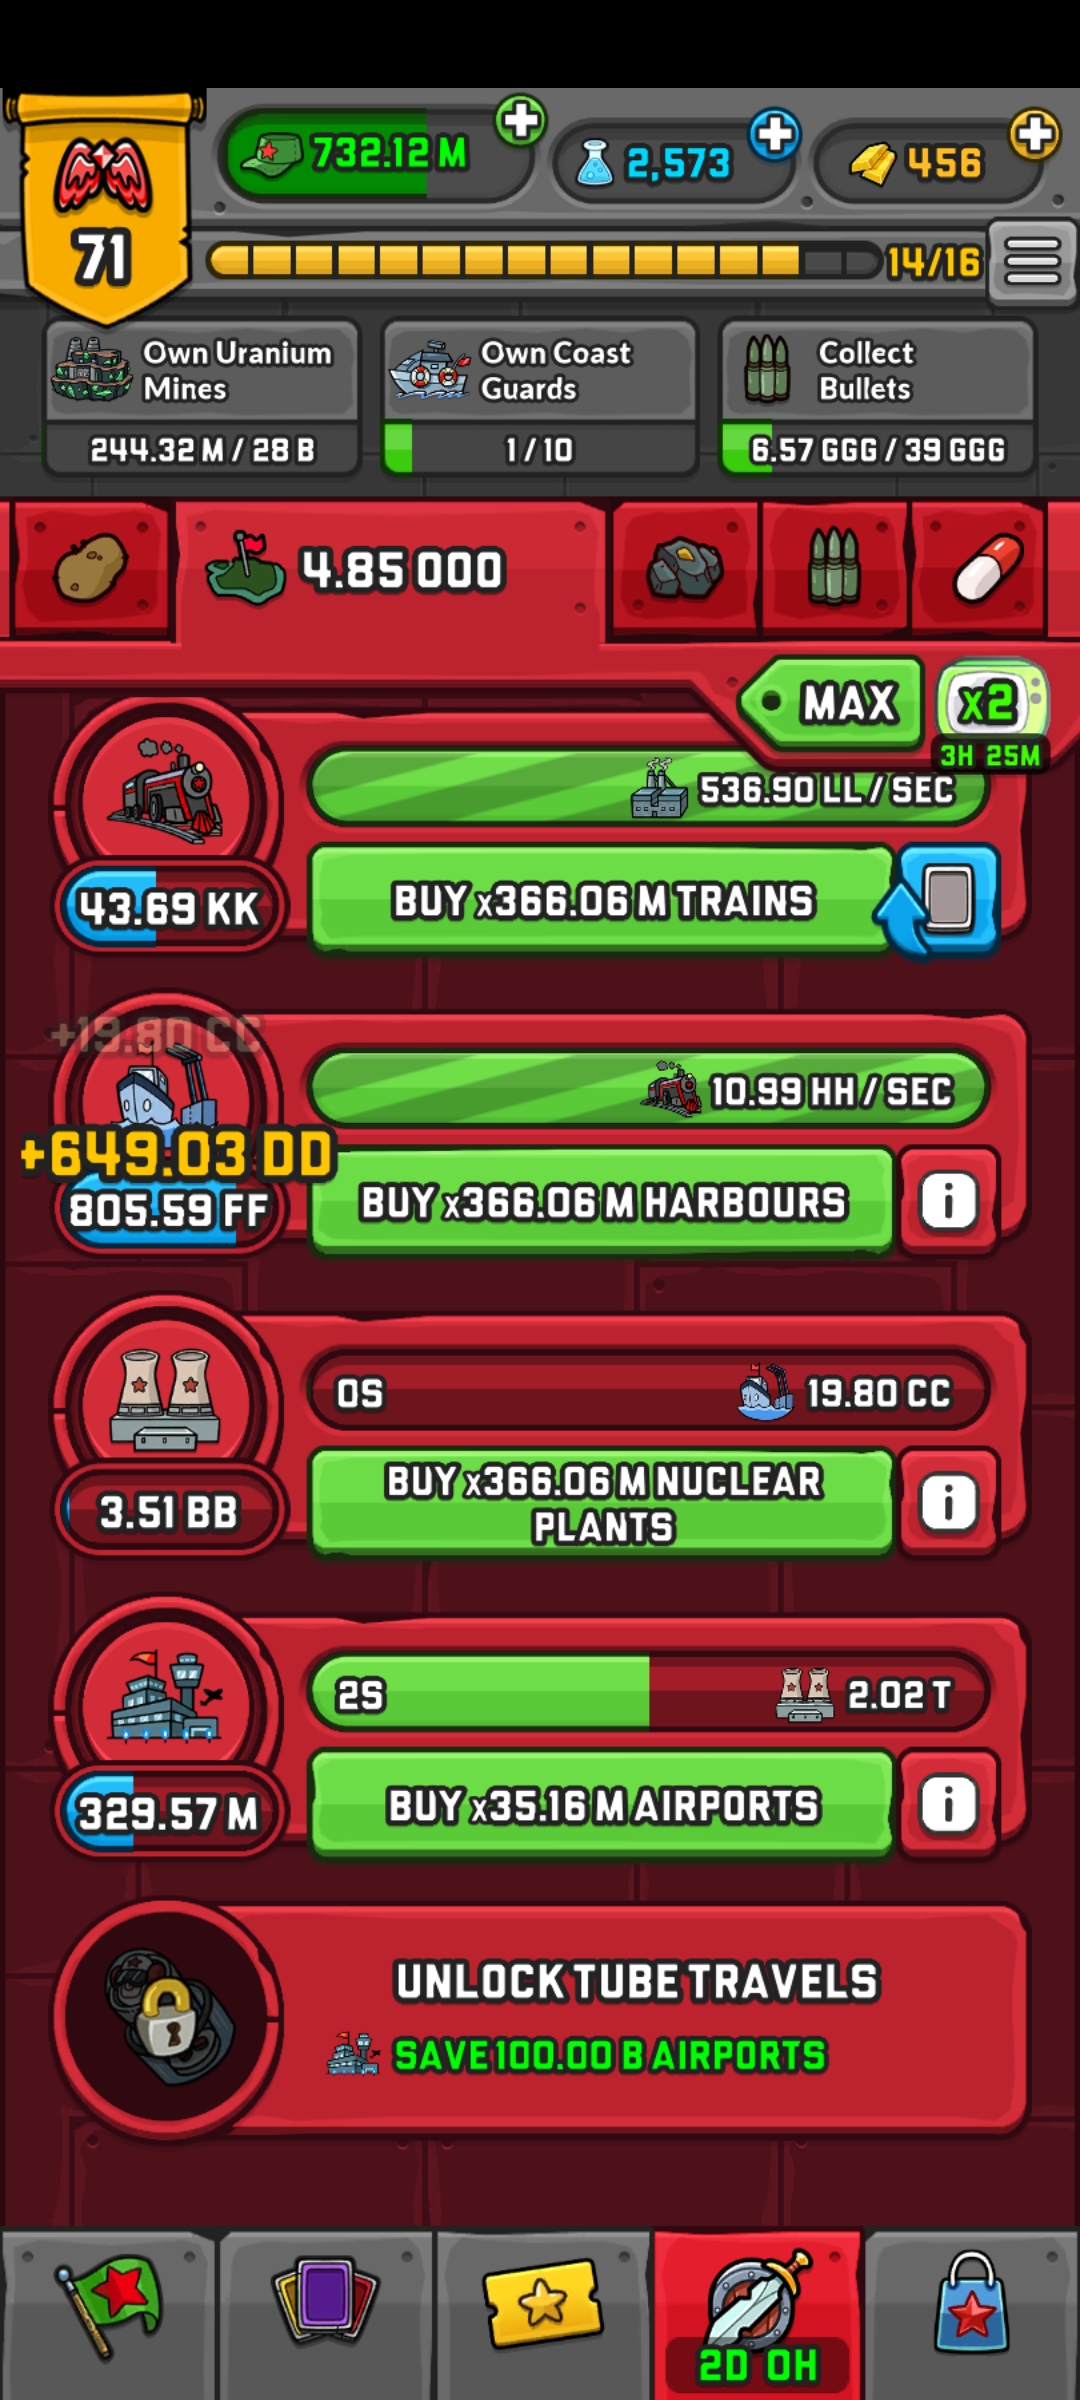 732.12 M
2,573
456
71
14/16
Own Uranium
Mines
244.32 M / 28 B
Own Coast
Guards
1 / 10
Collect
Bullets
6.57 GGG / 39 GGG
4.85 000
MAX
x2
3H 25M
536.90 LL / SEC
43.69 KK
BUY x366.06 M TRAINS
+19.80 CC
10.99 HH / SEC
+649.03 DD
805.59 FF
BUY x366.06 M HARBOURS
i
0S
19.80 CC
3.51 BB
BUY x366.06 M NUCLEAR
PLANTS
i
2S
2.02 T
329.57 M
BUY x35.16 M AIRPORTS
i
UNLOCK TUBE TRAVELS
SAVE 100.00 B AIRPORTS
2D 0H